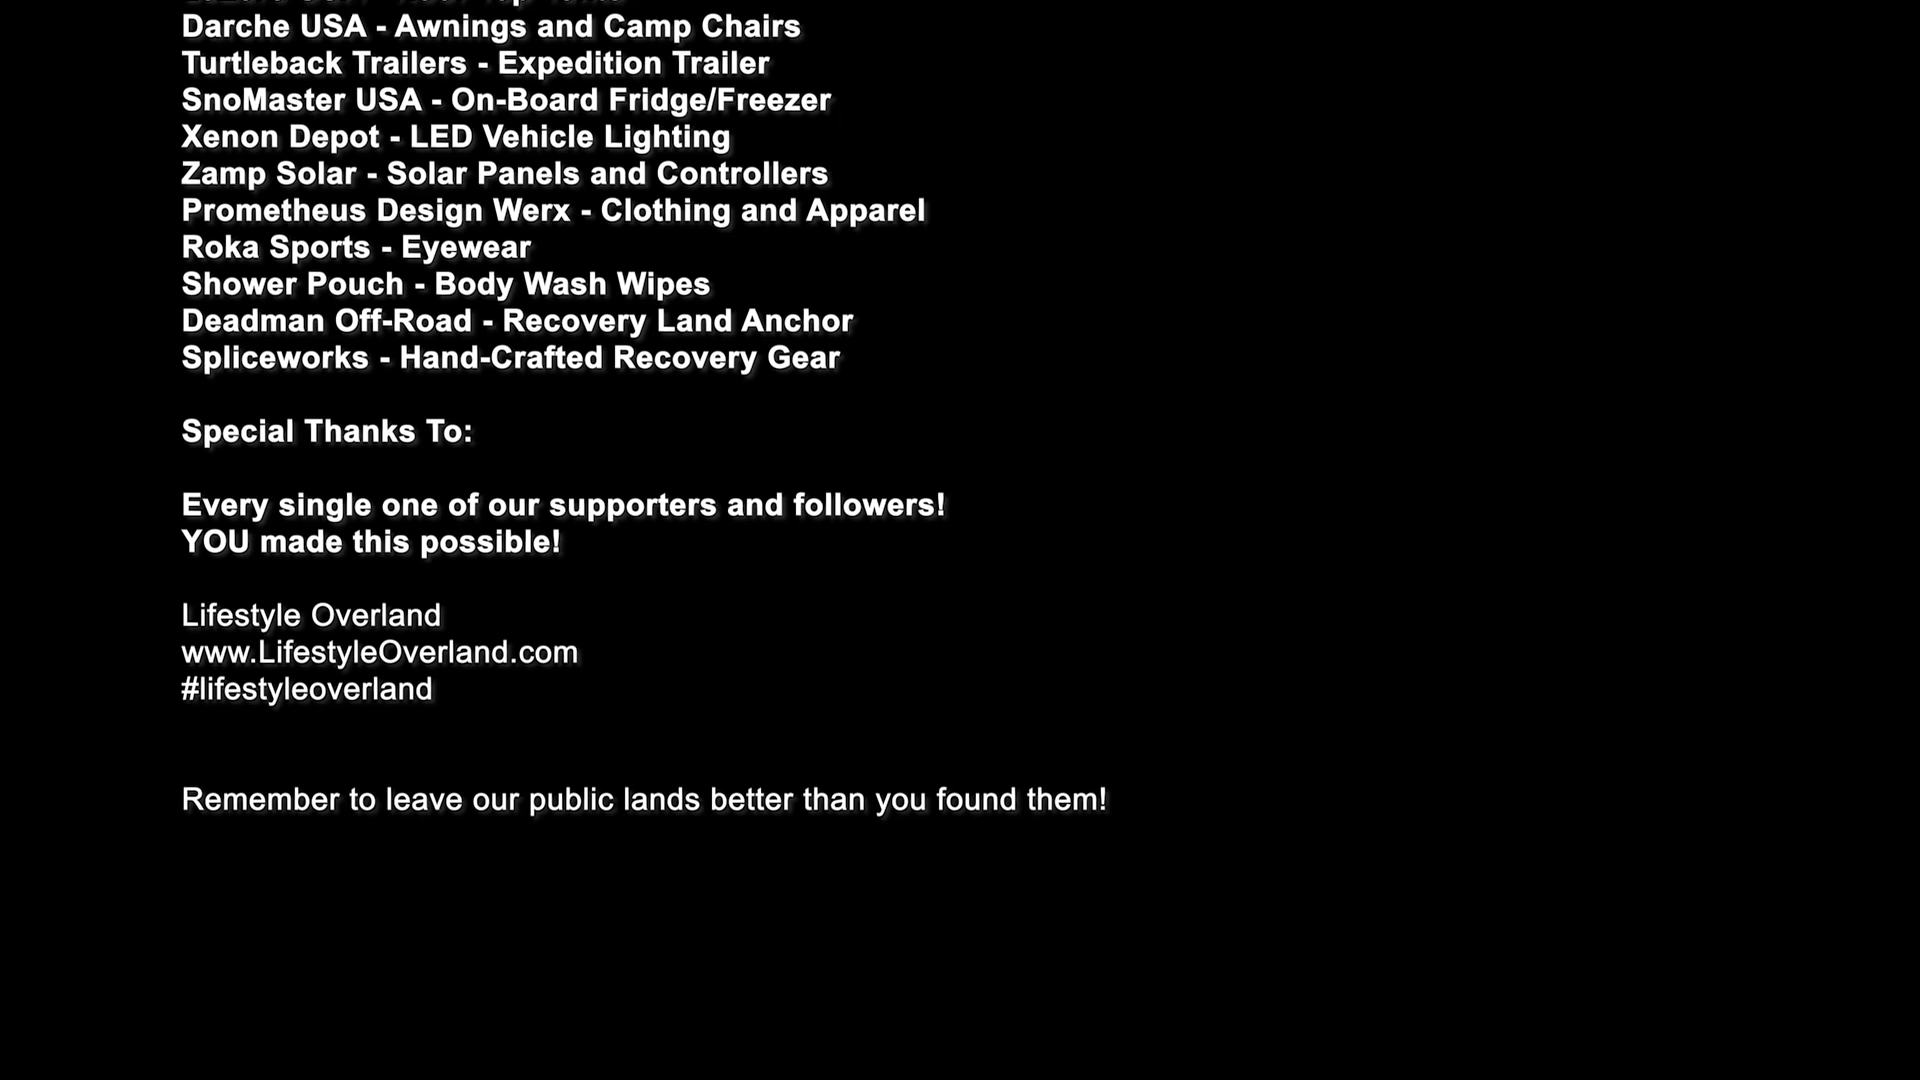 Darche USA - Awnings and Camp Chairs
Turtleback Trailers - Expedition Trailer
SnoMaster USA - On-Board Fridge/Freezer
Xenon Depot - LED Vehicle Lighting
Zamp Solar - Solar Panels and Controllers
Prometheus Design Werx - Clothing and Apparel
Roka Sports - Eyewear
Shower Pouch - Body Wash Wipes
Deadman Off-Road - Recovery Land Anchor
Spliceworks - Hand-Crafted Recovery Gear
Special Thanks To:
Every single one of our supporters and followers!
YOU made this possible!
Lifestyle Overland
www.LifestyleOverland.com
#lifestyleoverland
Remember to leave our public lands better than you found them!